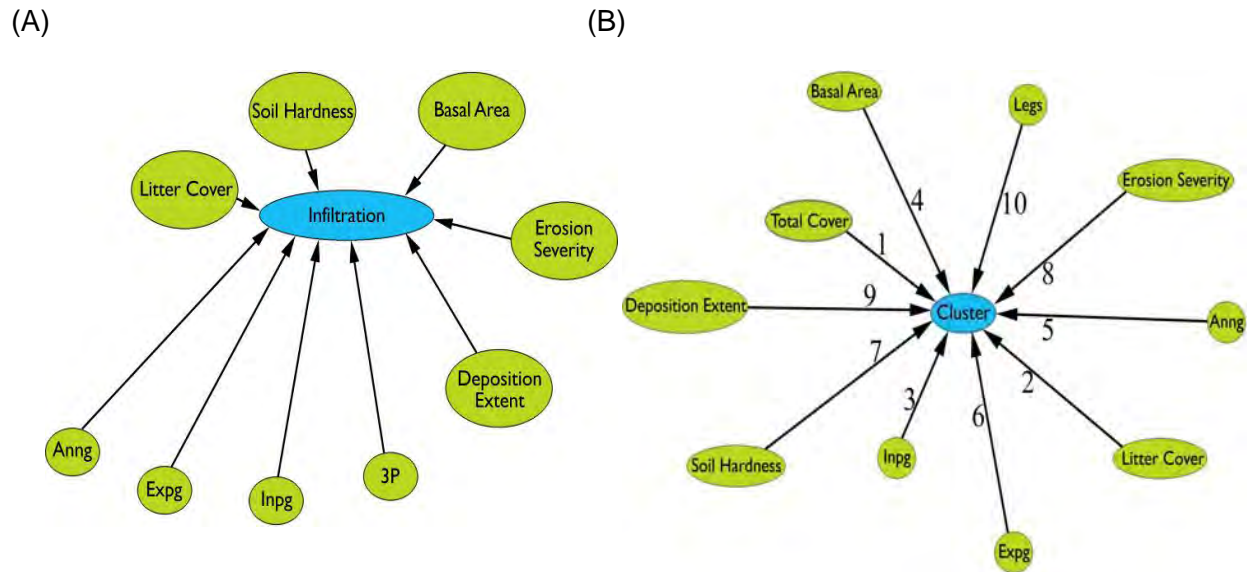 (A)
Soil Hardness
Basal Area
Litter Cover
Infiltration
Erosion
Severity
Deposition
Extent
Anng
Expg
Inpg
3P
(B)
Basal Area
Legs
Erosion Severity
4
10
Total Cover
1
8
Deposition Extent
9
Cluster
5
Anng
7
3
6
2
Soil Hardness
Inpg
Litter Cover
Expg